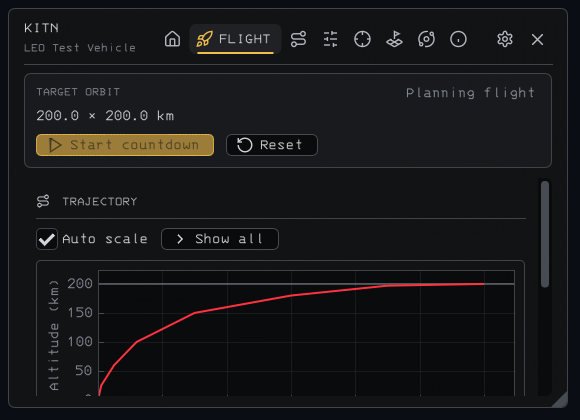 KITN
LEO Test Vehicle
FLIGHT
TARGET ORBIT
Planning flight
200.0 × 200.0 km
Start countdown
Reset
TRAJECTORY
Auto scale
Show all
Altitude (km)
200
150
100
50